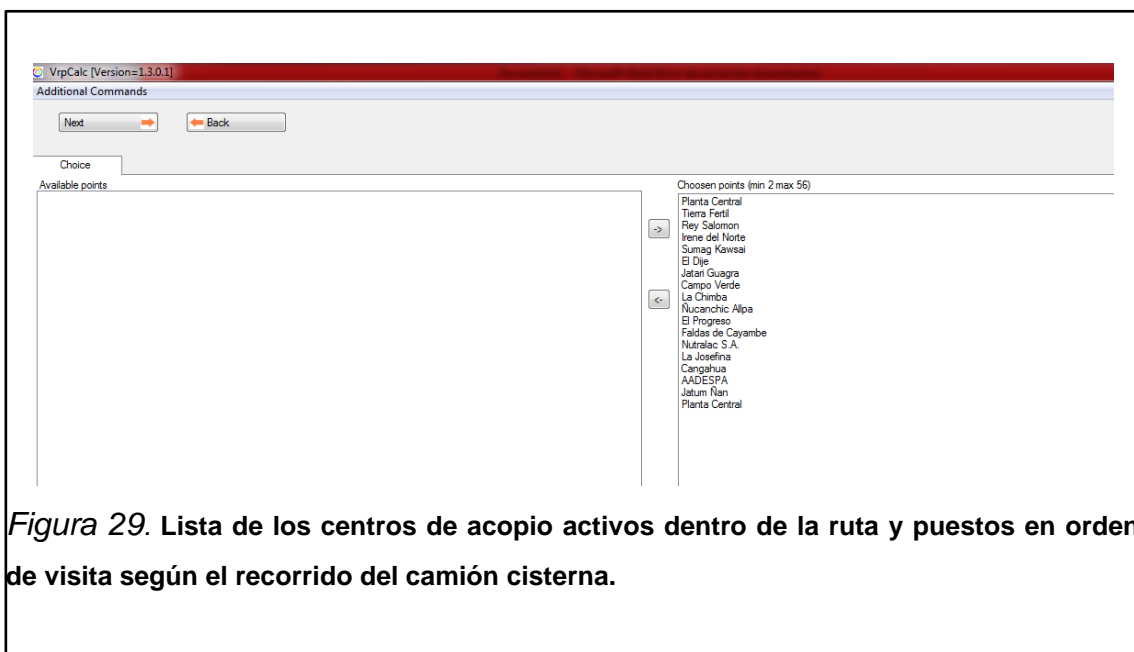 VrpCalc [Version=1.3.0.1]
Additional Commands
Next
Back
Choice
Available points
Choosen points (min 2 max 56)
->
<-
Planta Central
Tierra Fertil
Rey Salomon
Irene del Norte
Sumag Kawsai
El Dije
Jatari Guagra
Campo Verde
La Chimba
Ñucanchic Allpa
El Progreso
Faldas de Cayambe
Nutralac S.A.
La Josefina
Cangahua
AADESPA
Jatum Ñan
Planta Central
Figura 29. Lista de los centros de acopio activos dentro de la ruta y puestos en orden
de visita según el recorrido del camión cisterna.